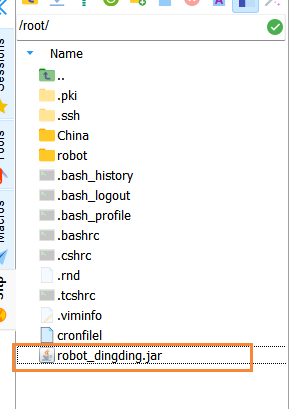 /root/
Name
..
.pki
.ssh
China
robot
.bash_history
.bash_logout
.bash_profile
.bashrc
.cshrc
.rnd
.tcshrc
.viminfo
cronfilel
robot_dingding.jar
Sessions
Tools
Macros
Sftp